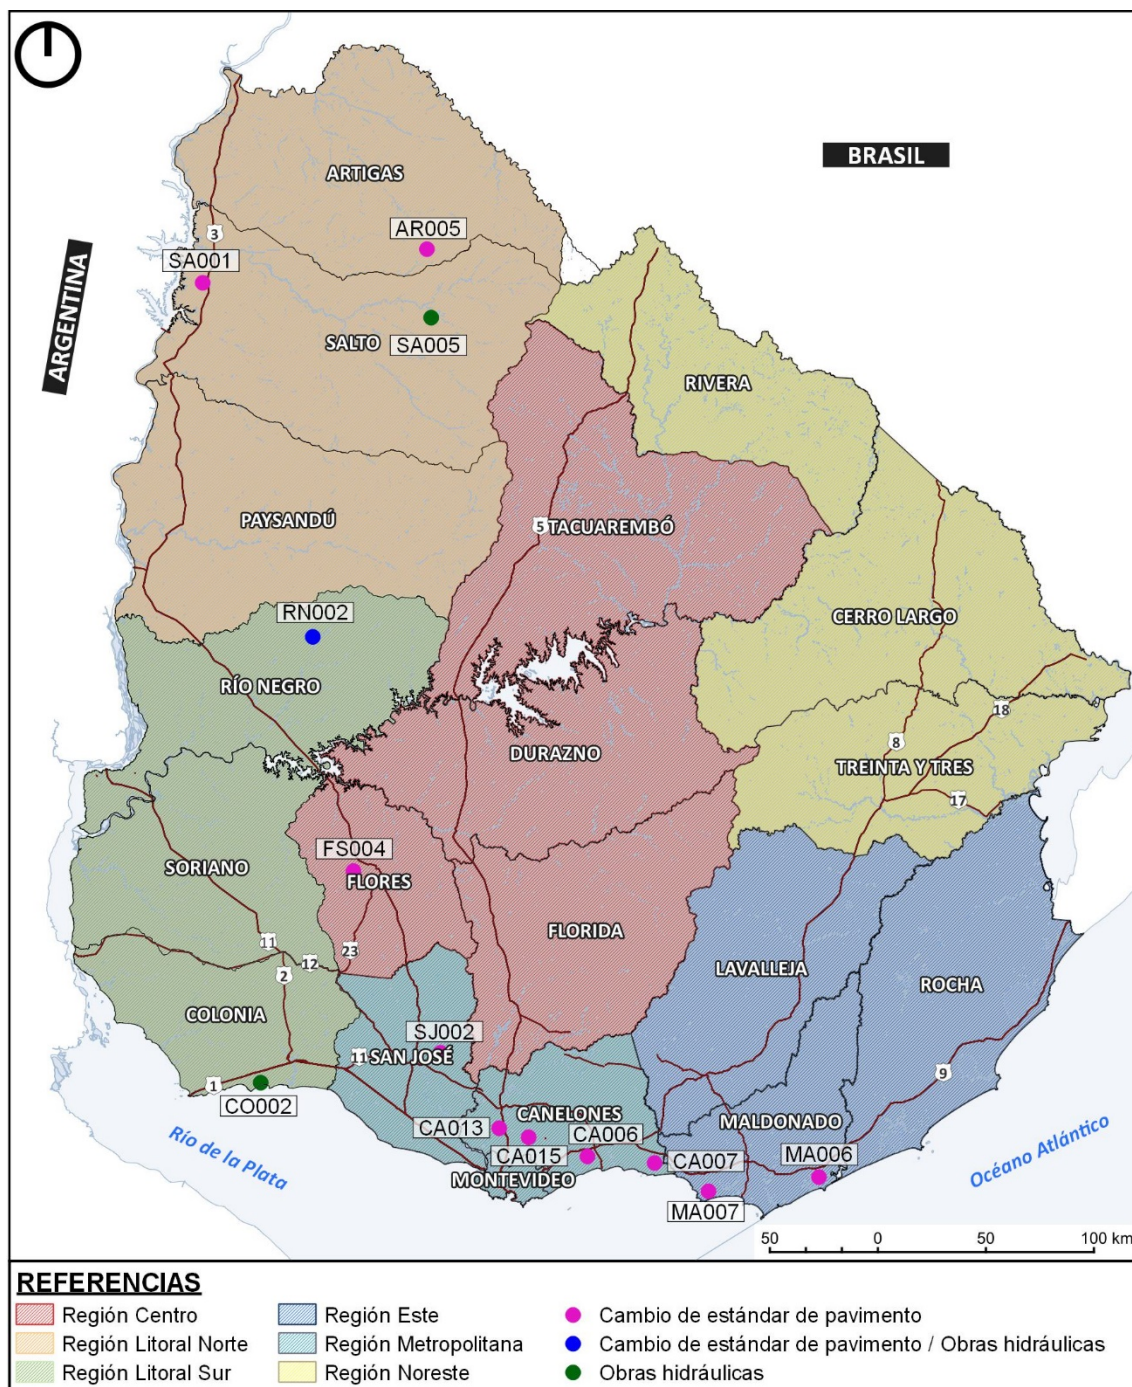 BRASIL
ARTIGAS
AR005
3
SA001
ARGENTINA
SALTO
SA005
RIVERA
PAYSANDÚ
5
TACUAREMBÓ
RN002
CERRO LARGO
RÍO NEGRO
18
8
DURAZNO
TREINTA Y TRES
17
FS004
SORIANO
FLORES
FLORIDA
11
23
12
2
LAVALLEJA
ROCHA
COLONIA
SJ002
11
SAN JOSÉ
1
9
CO002
CANELONES
CA013
CA006
MALDONADO
Río de la Plata
CA015
CA007
MA006
Océano Atlántico
MONTEVIDEO
MA007
50 0 50 100 km
REFERENCIAS
Región Centro Región Este Cambio de estándar de pavimento
Región Litoral Norte Región Metropolitana Cambio de estándar de pavimento / Obras hidráulicas
Región Litoral Sur Región Noreste Obras hidráulicas